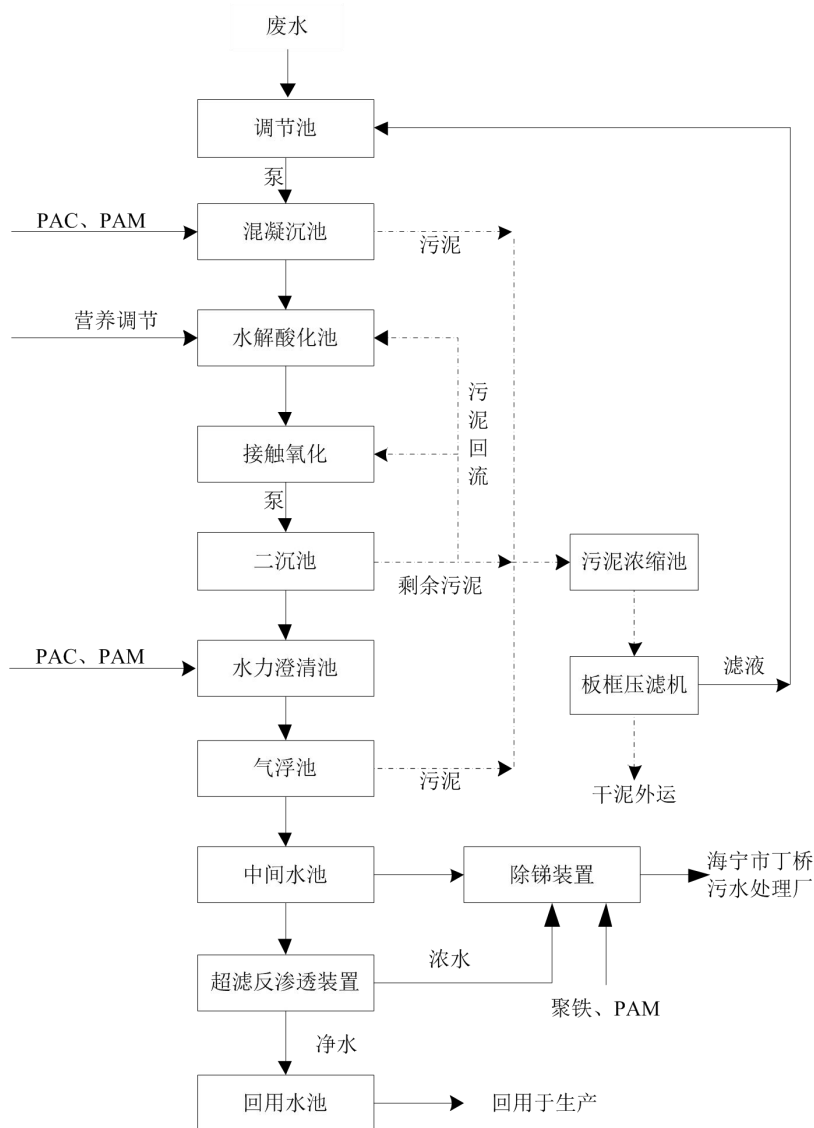 废水
调节池
泵
PAC、PAM
混凝沉池
污泥
营养调节
水解酸化池
污泥回流
接触氧化
泵
二沉池
剩余污泥
污泥浓缩池
PAC、PAM
水力澄清池
板框压滤机
滤液
气浮池
污泥
干泥外运
中间水池
除锑装置
海宁市丁桥
污水处理厂
超滤反渗透装置
浓水
聚铁、PAM
净水
回用水池
回用于生产